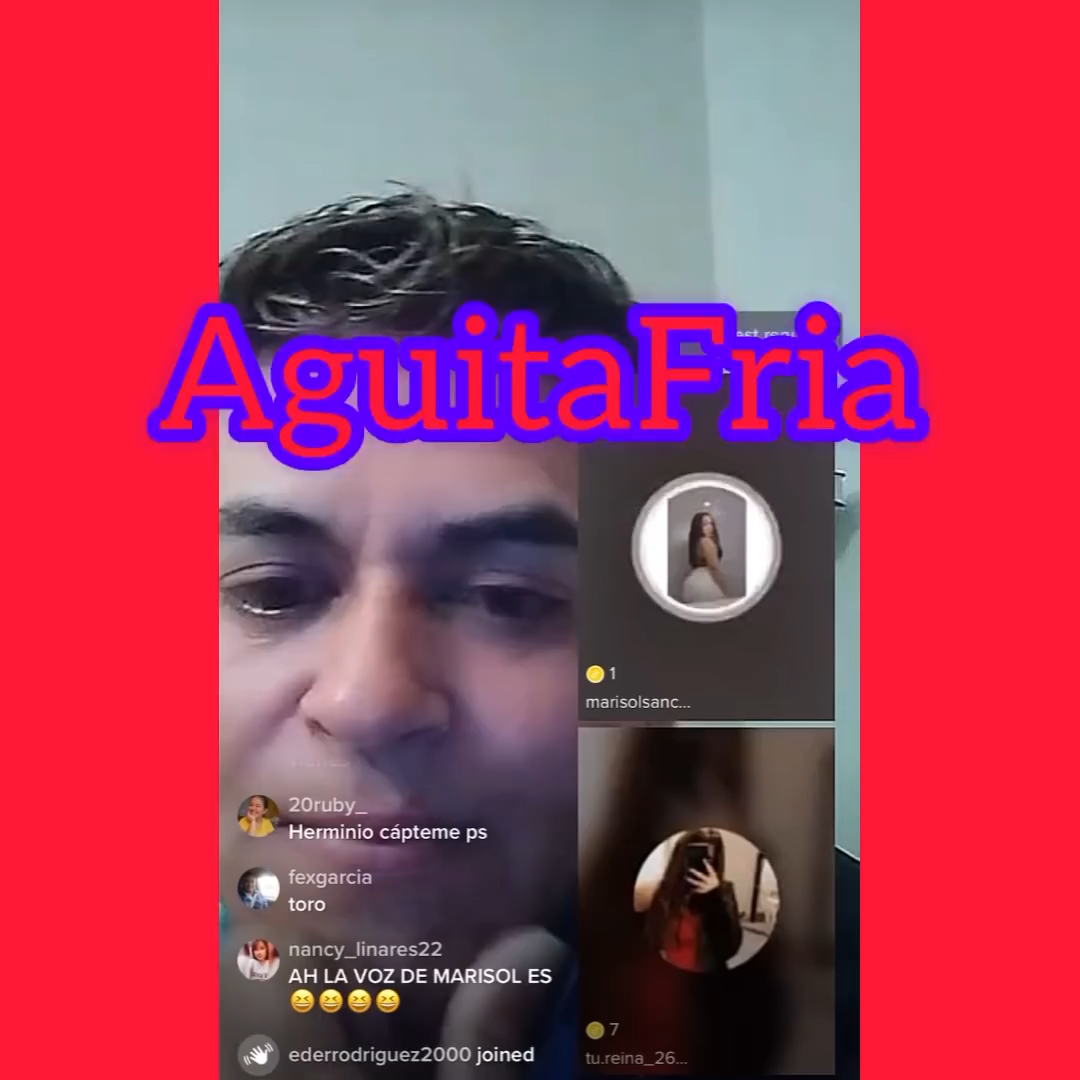 AguitaFria
1
marisolsanc...
20ruby_
Herminio cápteme ps
fexgarcia
toro
nancy_linares22
AH LA VOZ DE MARISOL ES
😆😆😆😆
ederrodriguez2000 joined
7
tu.reina_26...